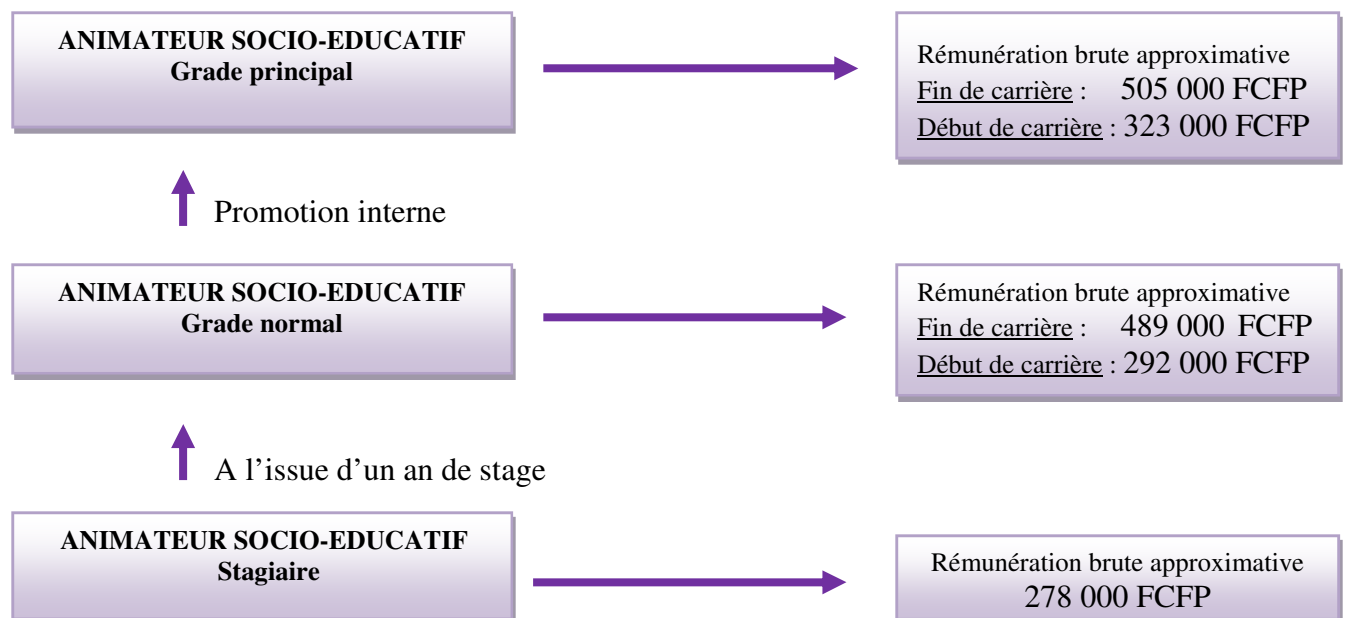 ANIMATEUR SOCIO-EDUCATIF
Grade principal
Rémunération brute approximative
Fin de carrière : 505 000 FCFP
Début de carrière : 323 000 FCFP
Promotion interne
ANIMATEUR SOCIO-EDUCATIF
Grade normal
Rémunération brute approximative
Fin de carrière : 489 000 FCFP
Début de carrière : 292 000 FCFP
A l’issue d’un an de stage
ANIMATEUR SOCIO-EDUCATIF
Stagiaire
Rémunération brute approximative
278 000 FCFP